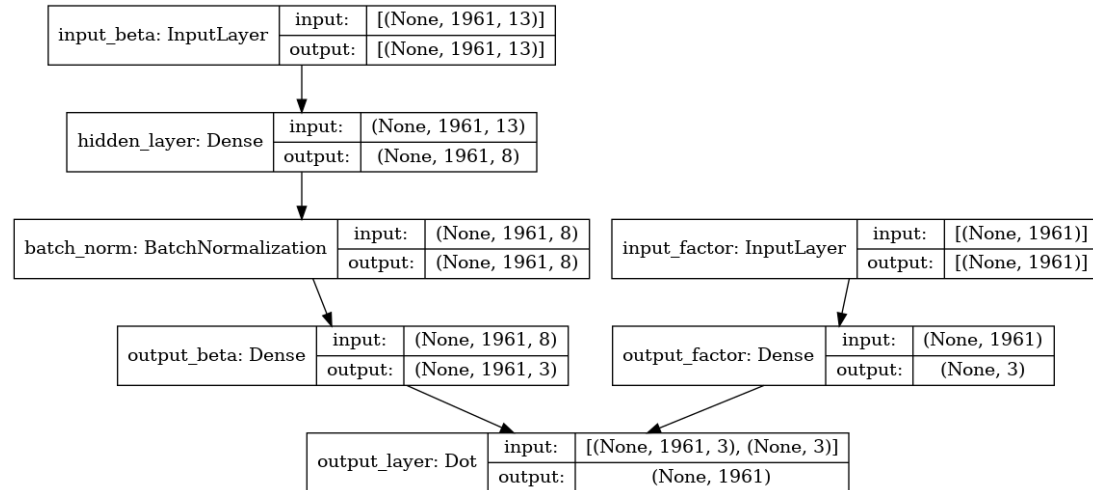 input_beta: InputLayer
input: [(None, 1961, 13)]
output: [(None, 1961, 13)]
hidden_layer: Dense
input: (None, 1961, 13)
output: (None, 1961, 8)
batch_norm: BatchNormalization
input: (None, 1961, 8)
output: (None, 1961, 8)
input_factor: InputLayer
input: [(None, 1961)]
output: [(None, 1961)]
output_beta: Dense
input: (None, 1961, 8)
output: (None, 1961, 3)
output_factor: Dense
input: (None, 1961)
output: (None, 3)
output_layer: Dot
input: [(None, 1961, 3), (None, 3)]
output: (None, 1961)